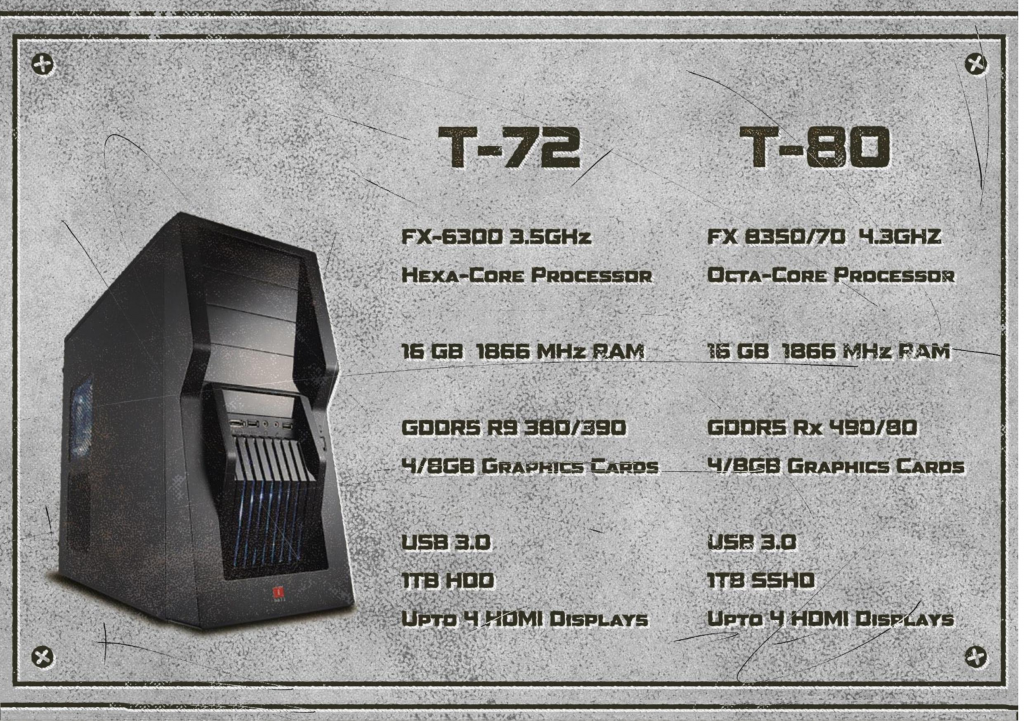 T-72
FX-6300 3.5GHz
Hexa-Core Processor
16 GB 1866 MHz RAM
GDDR5 R9 380/390
4/8GB Graphics Cards
USB 3.0
1TB HDD
Upto 4 HDMI Displays
T-80
FX 8350/70 4.3GHZ
Octa-Core Processor
16 GB 1866 MHz RAM
GDDR5 Rx 490/80
4/8GB Graphics Cards
USB 3.0
1TB SSHD
Upto 4 HDMI Displays